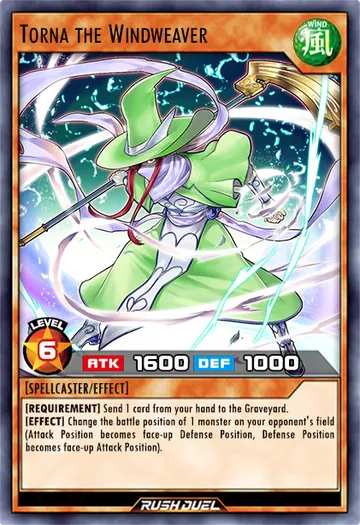 TORNA THE WINDWEAVER
WIND
風
LEVEL
6
ATK 1600 DEF 1000
[SPELLCASTER/EFFECT]
[REQUIREMENT] Send 1 card from your hand to the Graveyard.
[EFFECT] Change the battle position of 1 monster on your opponent's field
(Attack Position becomes face-up Defense Position, Defense Position
becomes face-up Attack Position).
RUSH DUEL